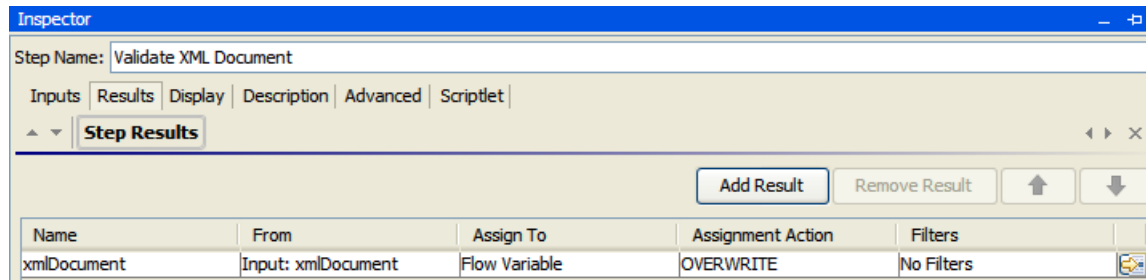 Inspector
Step Name: Validate XML Document
Inputs Results Display Description Advanced Scriptlet
Step Results
Add Result Remove Result
Name From Assign To Assignment Action Filters
xmlDocument Input: xmlDocument Flow Variable OVERWRITE No Filters